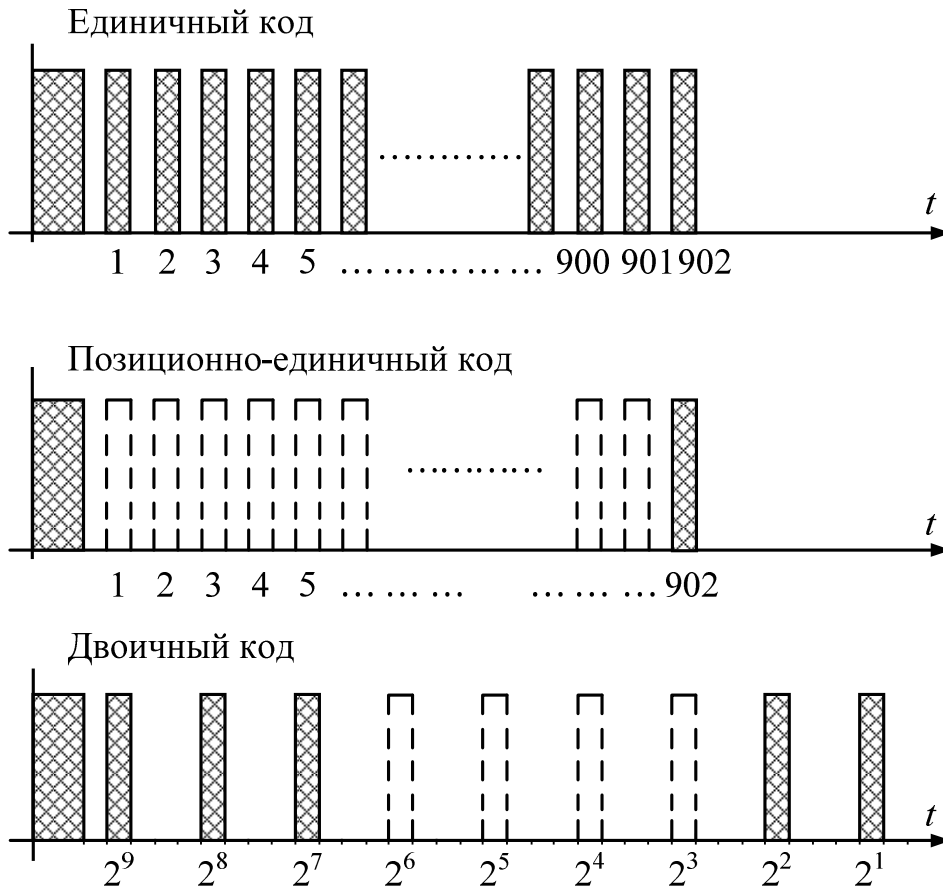 Единичный код
t
1 2 3 4 5 … … … … … 900 901 902
Позиционно-единичный код
t
1 2 3 4 5 … … … … … … 902
Двоичный код
t
2⁹ 2⁸ 2⁷ 2⁶ 2⁵ 2⁴ 2³ 2² 2¹